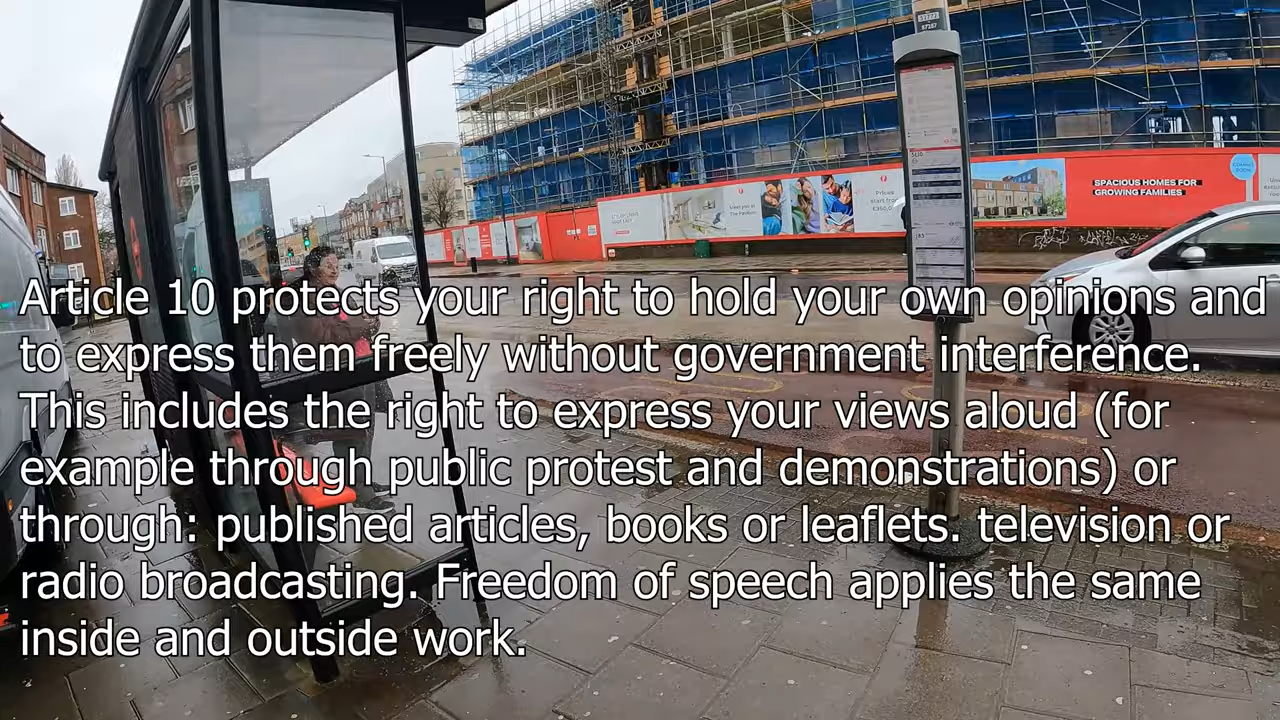 SPACIOUS HOMES FOR
GROWING FAMILIES
Article 10 protects your right to hold your own opinions and
to express them freely without government interference.
This includes the right to express your views aloud (for
example through public protest and demonstrations) or
through: published articles, books or leaflets. television or
radio broadcasting. Freedom of speech applies the same
inside and outside work.